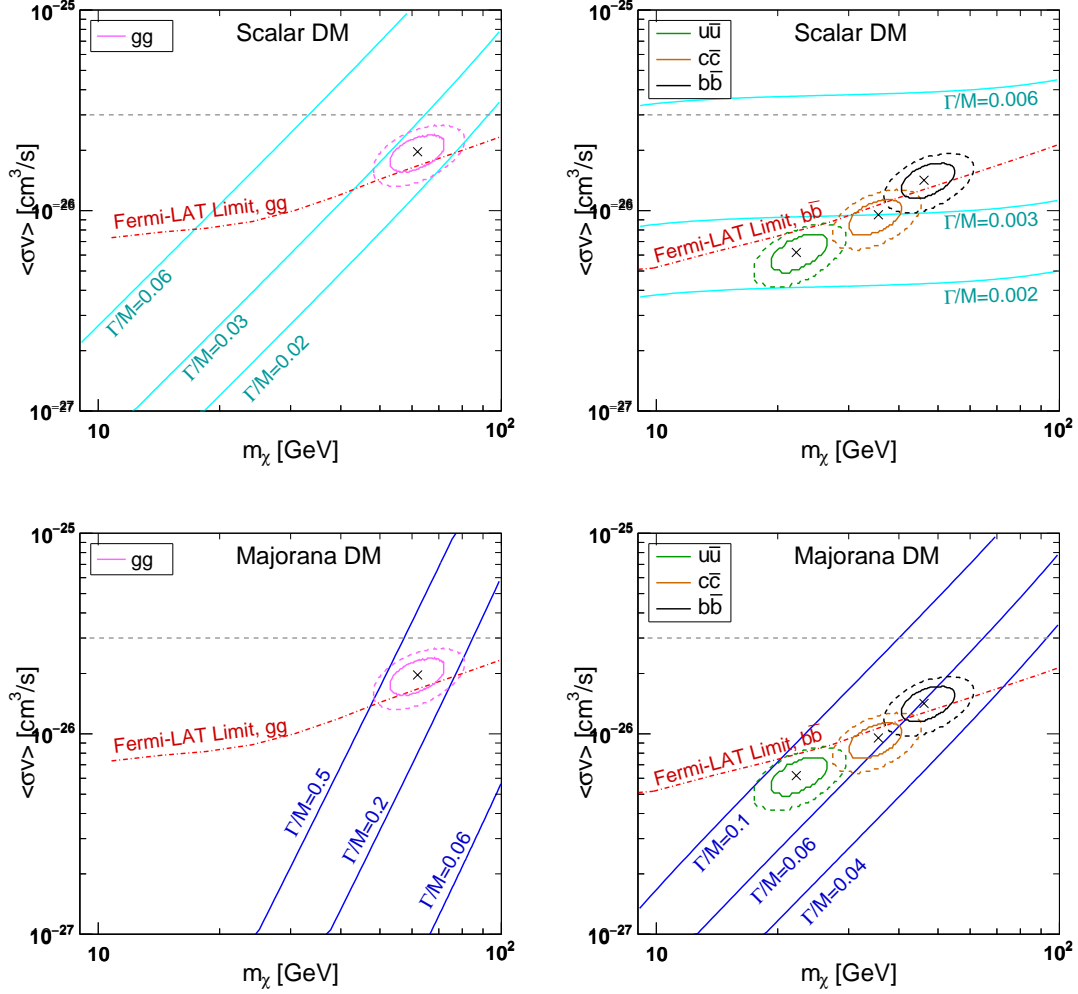 10⁻²⁵
gg
Scalar DM
<σv> [cm³/s]
10⁻²⁶
Fermi-LAT Limit, gg
Γ/M=0.06
Γ/M=0.03
Γ/M=0.02
10⁻²⁷
10
10²
m_χ [GeV]
10⁻²⁵
uū
cc̄
bb̄
Scalar DM
Γ/M=0.006
<σv> [cm³/s]
10⁻²⁶
Fermi-LAT Limit, bb̄
Γ/M=0.003
Γ/M=0.002
10⁻²⁷
10
10²
m_χ [GeV]
10⁻²⁵
gg
Majorana DM
<σv> [cm³/s]
10⁻²⁶
Fermi-LAT Limit, gg
Γ/M=0.5
Γ/M=0.2
Γ/M=0.06
10⁻²⁷
10
10²
m_χ [GeV]
10⁻²⁵
uū
cc̄
bb̄
Majorana DM
<σv> [cm³/s]
10⁻²⁶
Fermi-LAT Limit, bb̄
Γ/M=0.1
Γ/M=0.06
Γ/M=0.04
10⁻²⁷
10
10²
m_χ [GeV]